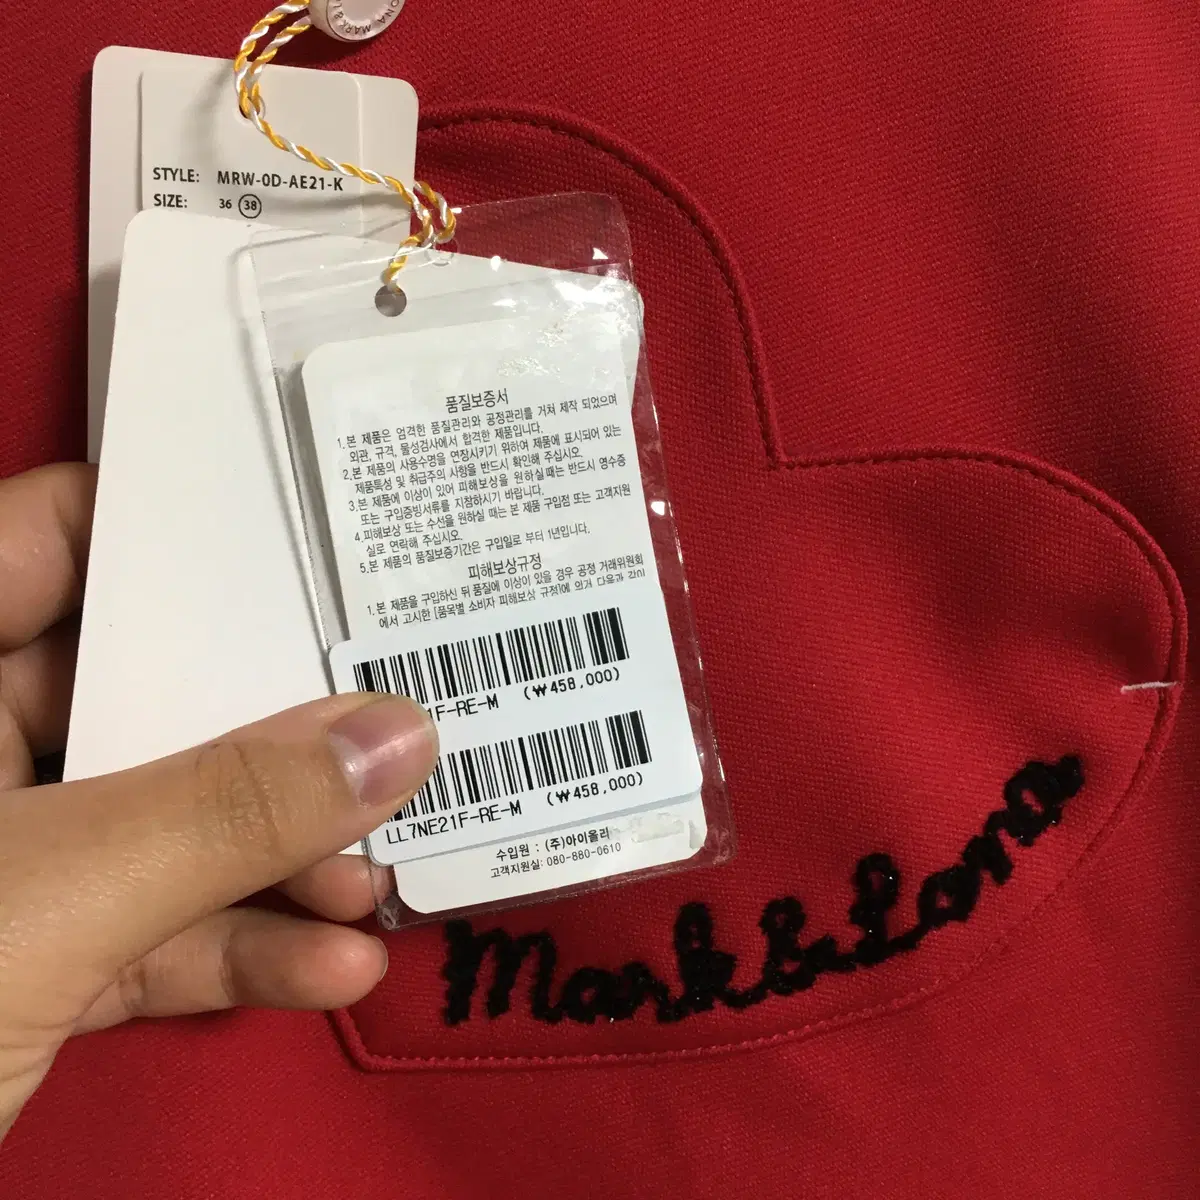 ONA MARK &
STYLE: MRW-0D-AE21-K
SIZE: 36 38
품질보증서
1.본 제품은 엄격한 품질관리와 공정관리를 거쳐 제작 되었으며
외관, 규격, 물성검사에서 합격한 제품입니다.
2.본 제품의 사용수명을 연장시키기 위하여 제품에 표시되어 있는
제품특성 및 취급주의 사항을 반드시 확인해 주십시오.
3.본 제품에 이상이 있어 피해보상을 원하실때는 반드시 영수증
또는 구입증빙서류를 지참하시기 바랍니다.
4.피해보상 또는 수선을 원하실 때는 본 제품 구입점 또는 고객지원
실로 연락해 주십시오.
5.본 제품의 품질보증기간은 구입일로 부터 1년입니다.
피해보상규정
1.본 제품을 구입하신 뒤 품질에 이상이 있을 경우 공정 거래위원회
에서 고시한 [품목별 소비자 피해보상 규정]에 의거 다음과 같이
1F-RE-M (₩458,000)
LL7NE21F-RE-M (₩458,000)
수입원 : (주)아이올리
고객지원실: 080-880-0610
Mark & Lona